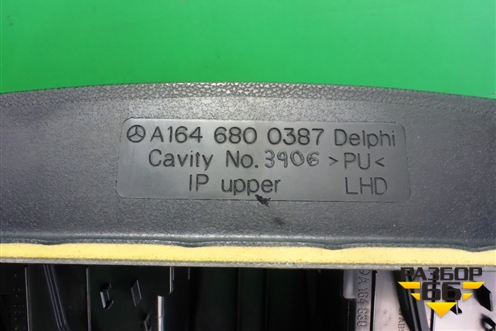 A164 680 0387 Delphi
Cavity No. 3906 >PU<
IP upper LHD
РАЗБОР
66